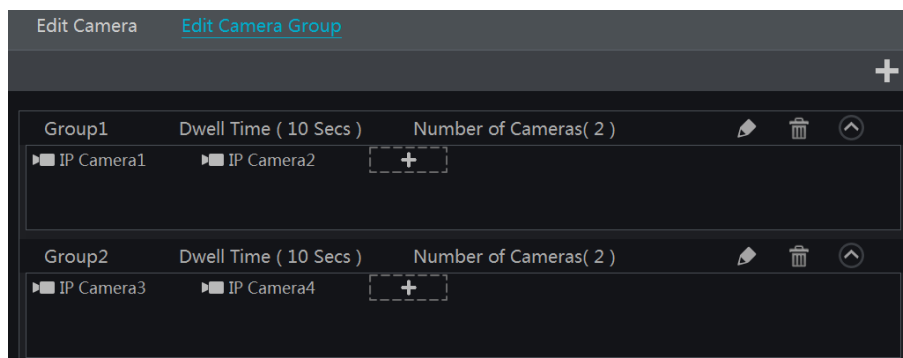 Edit Camera Edit Camera Group
Group1 Dwell Time ( 10 Secs ) Number of Cameras( 2 )
IP Camera1 IP Camera2
Group2 Dwell Time ( 10 Secs ) Number of Cameras( 2 )
IP Camera3 IP Camera4